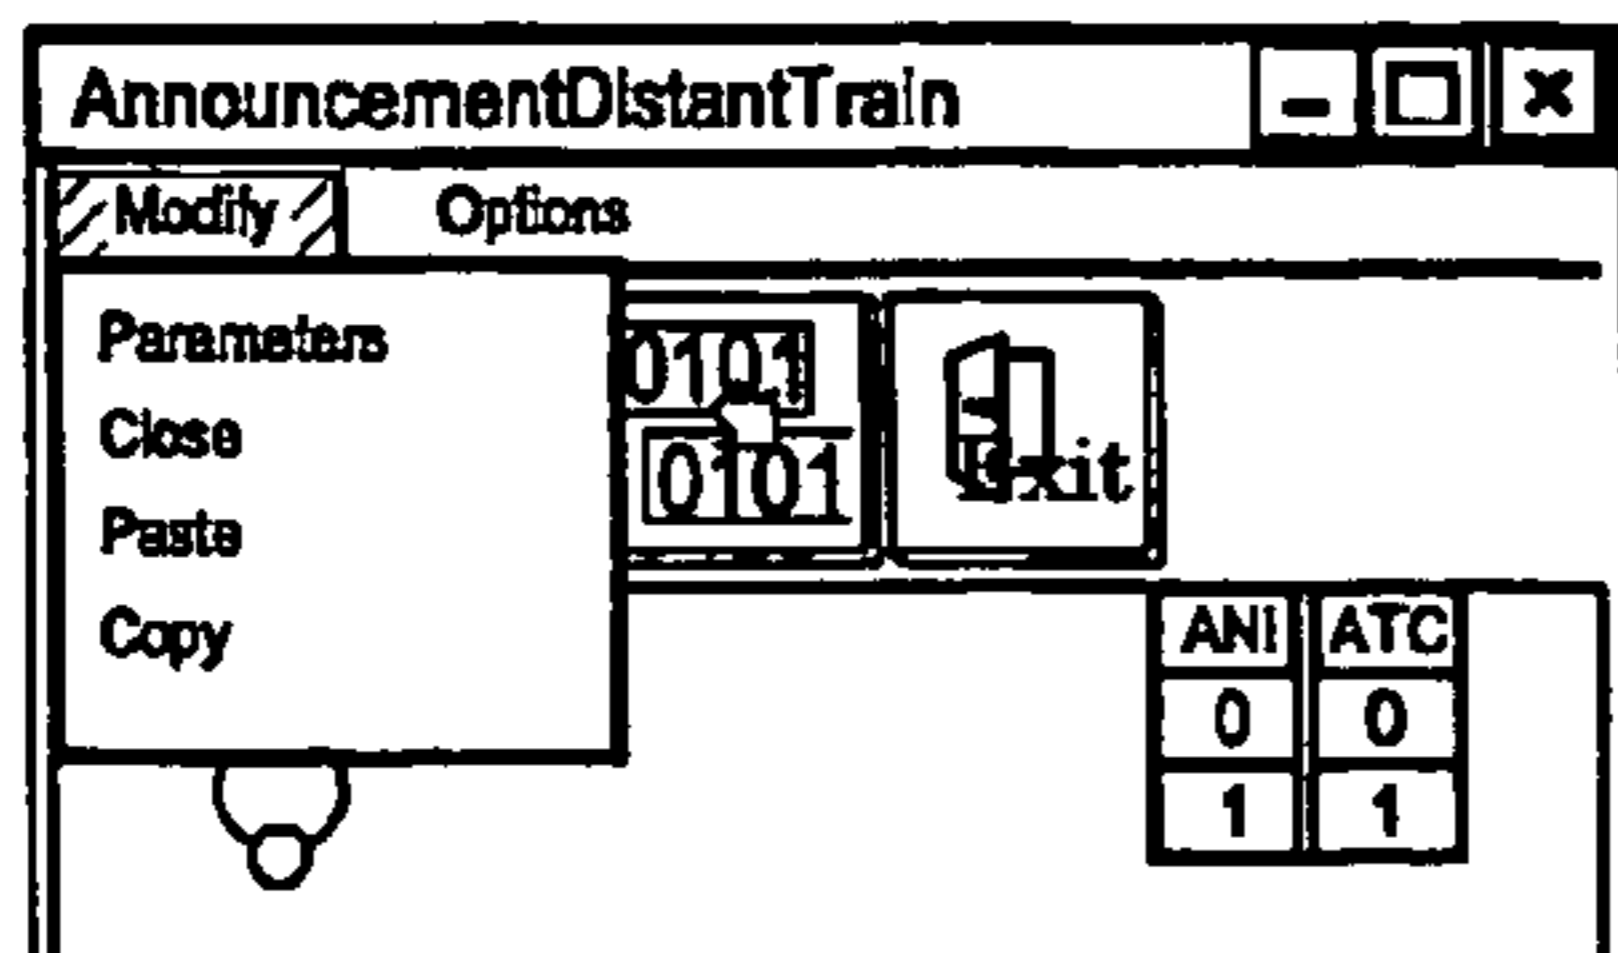 AnnouncementDistantTrain
Modify Options
Parameters
Close
Paste
Copy
0101
0101
Exit
ANI ATC
0 0
1 1